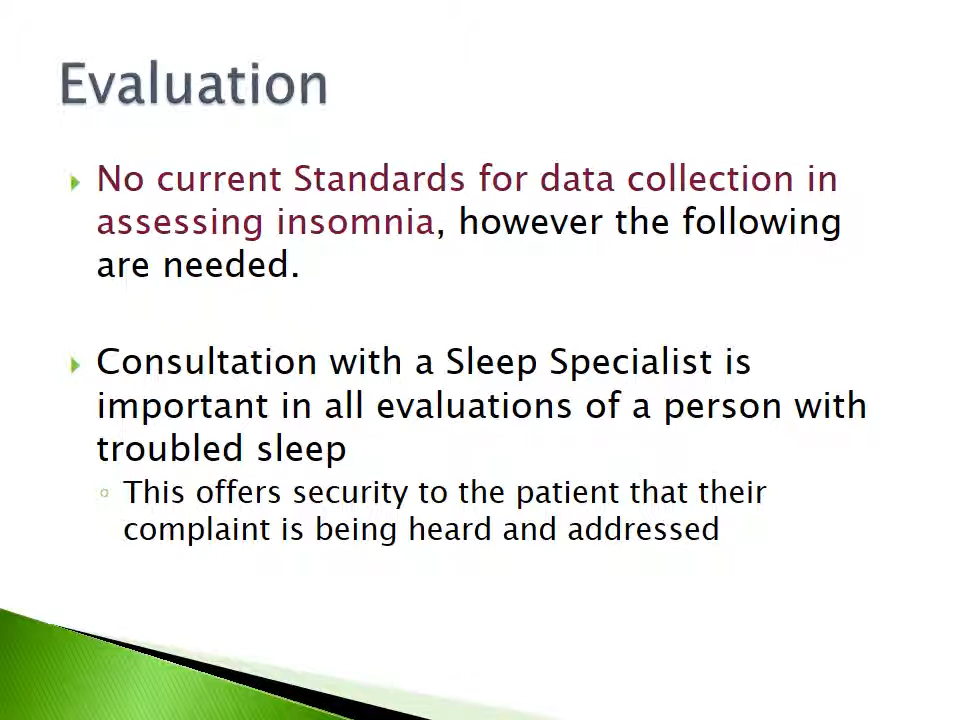 Evaluation
No current Standards for data collection in
assessing insomnia, however the following
are needed.
Consultation with a Sleep Specialist is
important in all evaluations of a person with
troubled sleep
This offers security to the patient that their
complaint is being heard and addressed